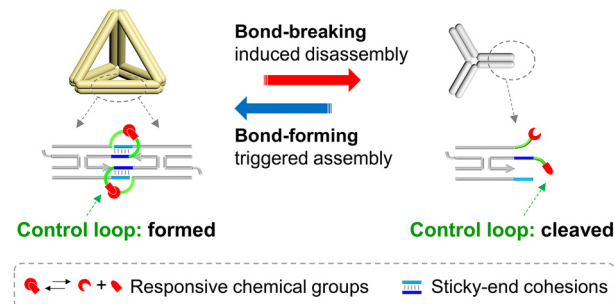 Bond-breaking
induced disassembly
Bond-forming
triggered assembly
Control loop: formed
Control loop: cleaved
+
Responsive chemical groups
Sticky-end cohesions